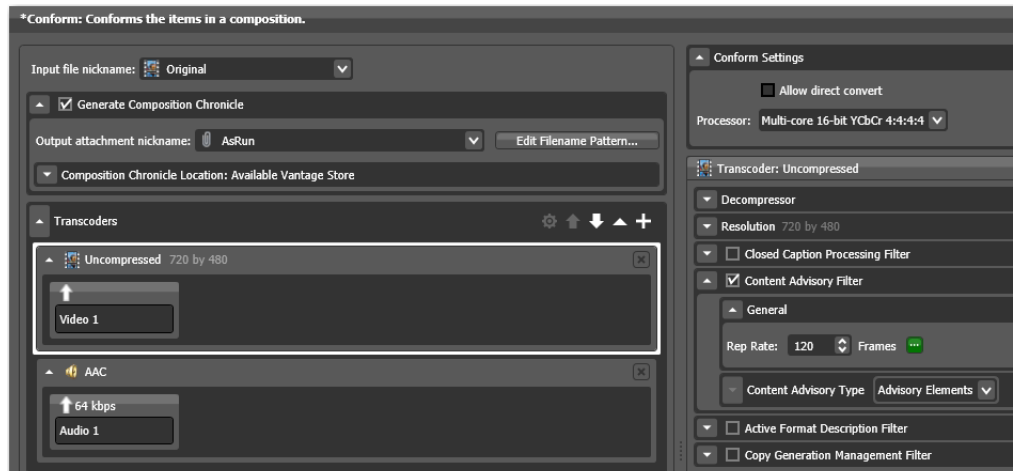 *Conform: Conforms the items in a composition.
Input file nickname: Original
Generate Composition Chronicle
Output attachment nickname: AsRun Edit Filename Pattern...
Composition Chronicle Location: Available Vantage Store
Transcoders
Uncompressed 720 by 480
Video 1
AAC
64 kbps
Audio 1
Conform Settings
Allow direct convert
Processor: Multi-core 16-bit YCbCr 4:4:4:4
Transcoder: Uncompressed
Decompressor
Resolution 720 by 480
Closed Caption Processing Filter
Content Advisory Filter
General
Rep Rate: 120 Frames
Content Advisory Type Advisory Elements
Active Format Description Filter
Copy Generation Management Filter